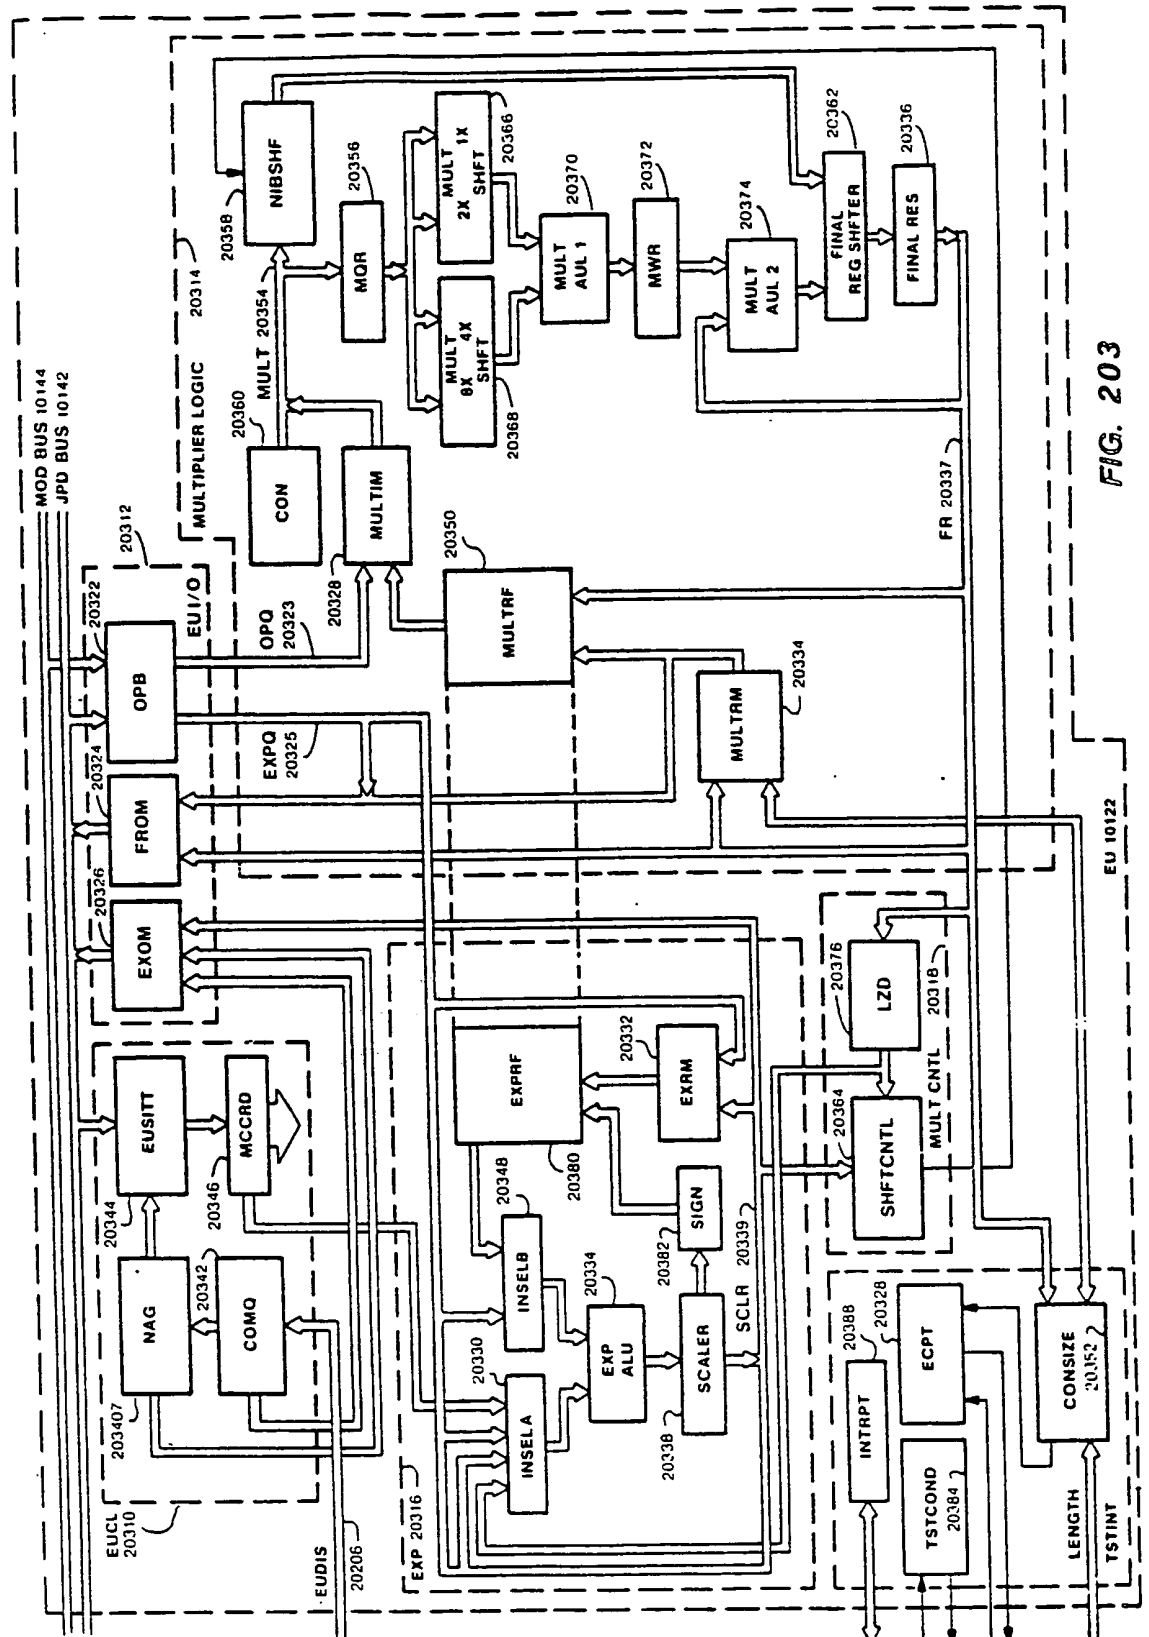 MOD BUS 10144
JPD BUS 10142
20312
20322
EU I/O
OPB
20324
FROM
20326
EXOM
OPQ
20323
EXPQ
20325
MULTIPLIER LOGIC
20314
20358
NIBSHF
MULT 20354
20360
CON
MULTIM
20328
20356
MQR
MULT 1X
2X SHFT
20366
MULT 4X
8X SHFT
20368
20370
MULT
AUL 1
20372
MWR
20374
MULT
AUL 2
20362
FINAL
REG SHFTER
20336
FINAL RES
FR 20337
20350
MULTRF
MULTRM
20334
EUSITT
20344
MCCRD
20346
NAG
203407
COMQ
20342
EUCL
20310
EUDIS
20206
EXP 20316
EXPRF
20380
20332
EXRM
20348
INSELB
20330
INSELA
20334
EXP
ALU
SIGN
20382
SCALER
20338
SCLR 20339
20376
LZD
20318
MULT CNTL
20364
SHFTCNTL
20388
INTRPT
20328
ECPT
TSTCOND
20384
CONSIZE
20352
LENGTH
TSTINT
EU 10122
FIG. 203